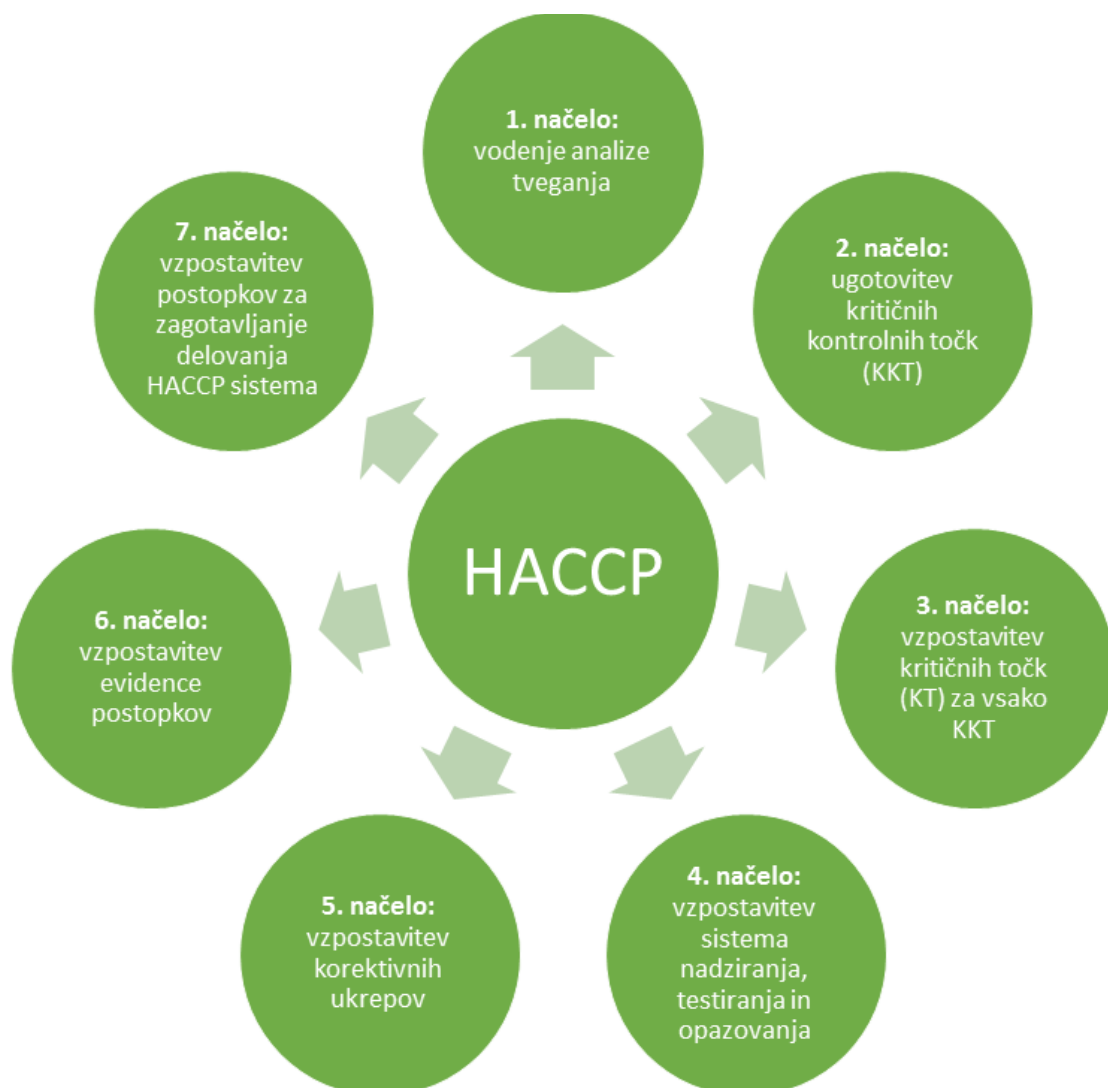 1. načelo:
vodenje analize
tveganja
2. načelo:
ugotovitev
kritičnih
kontrolnih točk
(KKT)
3. načelo:
vzpostavitev
kritičnih točk
(KT) za vsako
KKT
4. načelo:
vzpostavitev
sistema
nadziranja,
testiranja in
opazovanja
5. načelo:
vzpostavitev
korektivnih
ukrepov
6. načelo:
vzpostavitev
evidence
postopkov
7. načelo:
vzpostavitev
postopkov za
zagotavljanje
delovanja
HACCP sistema
HACCP